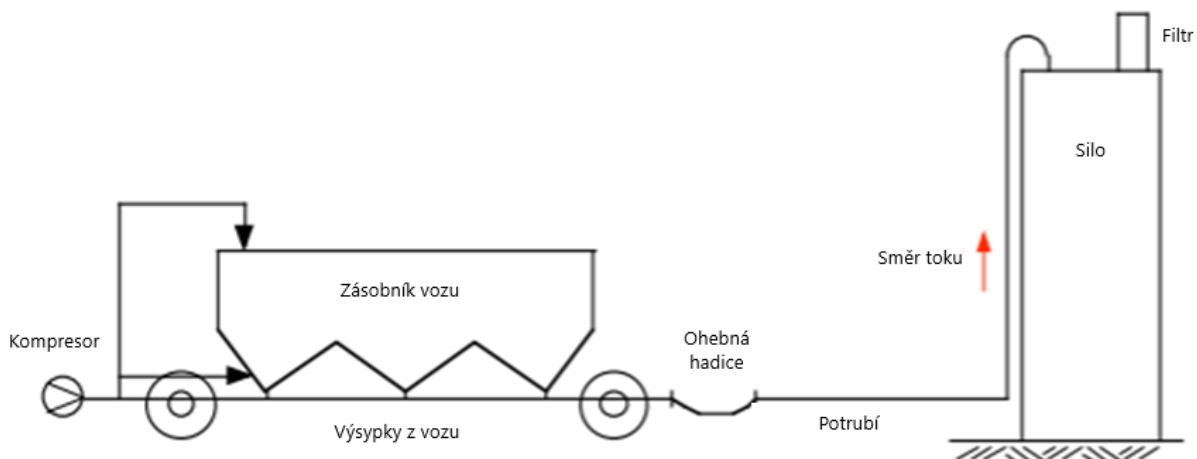 Filtr
Silo
Směr toku
Zásobník vozu
Kompresor
Ohebná
hadice
Potrubí
Výsypky z vozu